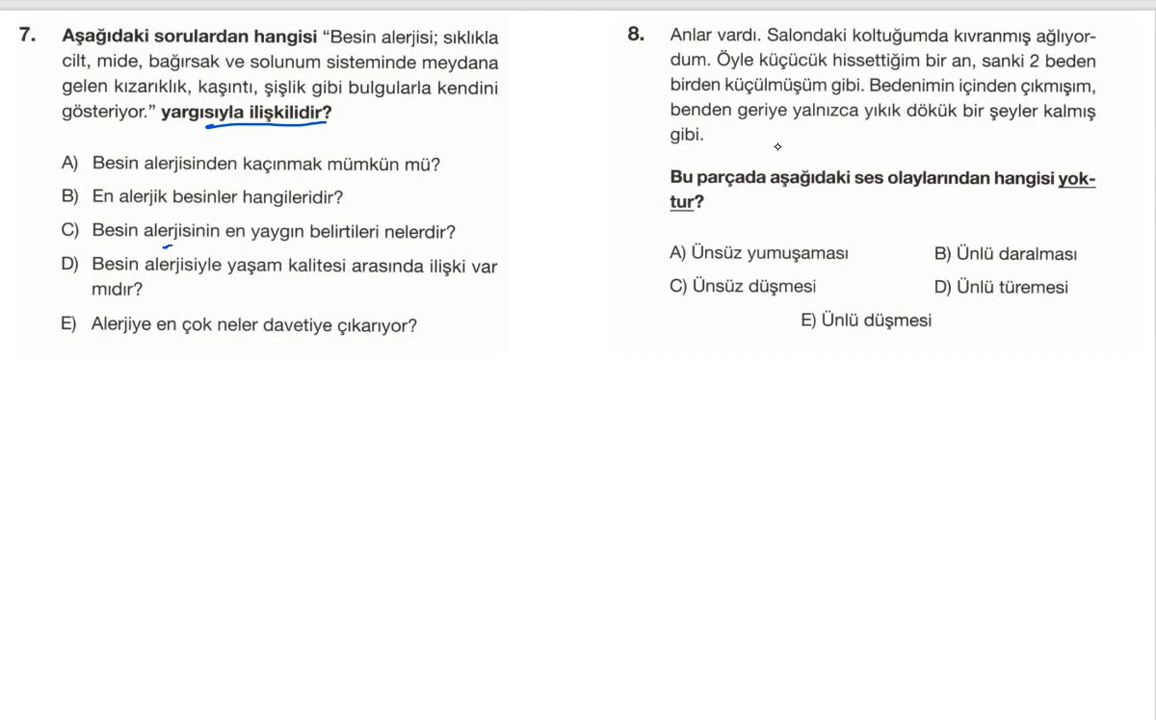 7. Aşağıdaki sorulardan hangisi “Besin alerjisi; sıklıkla
cilt, mide, bağırsak ve solunum sisteminde meydana
gelen kızarıklık, kaşıntı, şişlik gibi bulgularla kendini
gösteriyor.” yargısıyla ilişkilidir?
A) Besin alerjisinden kaçınmak mümkün mü?
B) En alerjik besinler hangileridir?
C) Besin alerjisinin en yaygın belirtileri nelerdir?
D) Besin alerjisiyle yaşam kalitesi arasında ilişki var
mıdır?
E) Alerjiye en çok neler davetiye çıkarıyor?
8. Anlar vardı. Salondaki koltuğumda kıvranmış ağlıyor-
dum. Öyle küçücük hissettiğim bir an, sanki 2 beden
birden küçülmüşüm gibi. Bedenimin içinden çıkmışım,
benden geriye yalnızca yıkık dökük bir şeyler kalmış
gibi.
Bu parçada aşağıdaki ses olaylarından hangisi yok-
tur?
A) Ünsüz yumuşaması B) Ünlü daralması
C) Ünsüz düşmesi D) Ünlü türemesi
E) Ünlü düşmesi